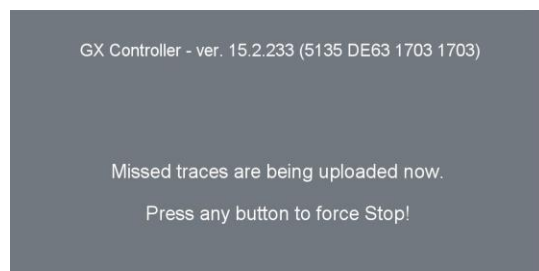 GX Controller - ver. 15.2.233 (5135 DE63 1703 1703)
Missed traces are being uploaded now.
Press any button to force Stop!